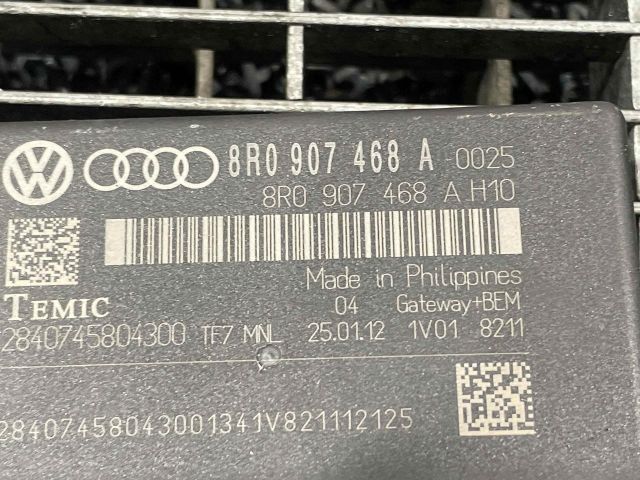 8R0 907 468 A 0025
8R0 907 468 A H10
Made in Philippines
TEMIC 04 Gateway+BEM
2840745804300 TF7 MNL 25.01.12 1V01 8211
28407458043001341V821112125